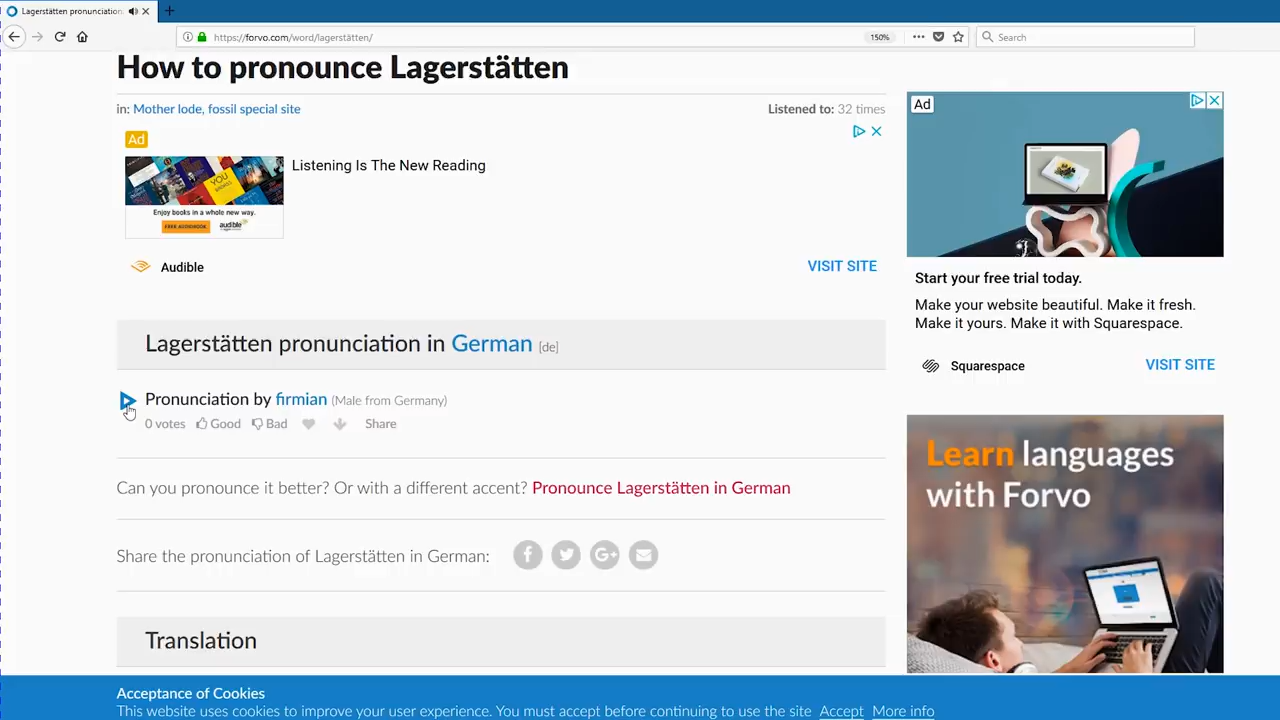 Lagerstätten pronunciation
https://forvo.com/word/lagerstätten/
150%
Search
How to pronounce Lagerstätten
in: Mother lode, fossil special site
Listened to: 32 times
Ad
Listening Is The New Reading
YOU
Enjoy books in a whole new way.
FREE AUDIOBOOK
audible
Audible
VISIT SITE
Lagerstätten pronunciation in German [de]
Pronunciation by firmian (Male from Germany)
0 votes Good Bad Share
Can you pronounce it better? Or with a different accent? Pronounce Lagerstätten in German
Share the pronunciation of Lagerstätten in German:
Translation
Ad
Start your free trial today.
Make your website beautiful. Make it fresh.
Make it yours. Make it with Squarespace.
Squarespace
VISIT SITE
Learn languages
with Forvo
Acceptance of Cookies
This website uses cookies to improve your user experience. You must accept before continuing to use the site Accept More info